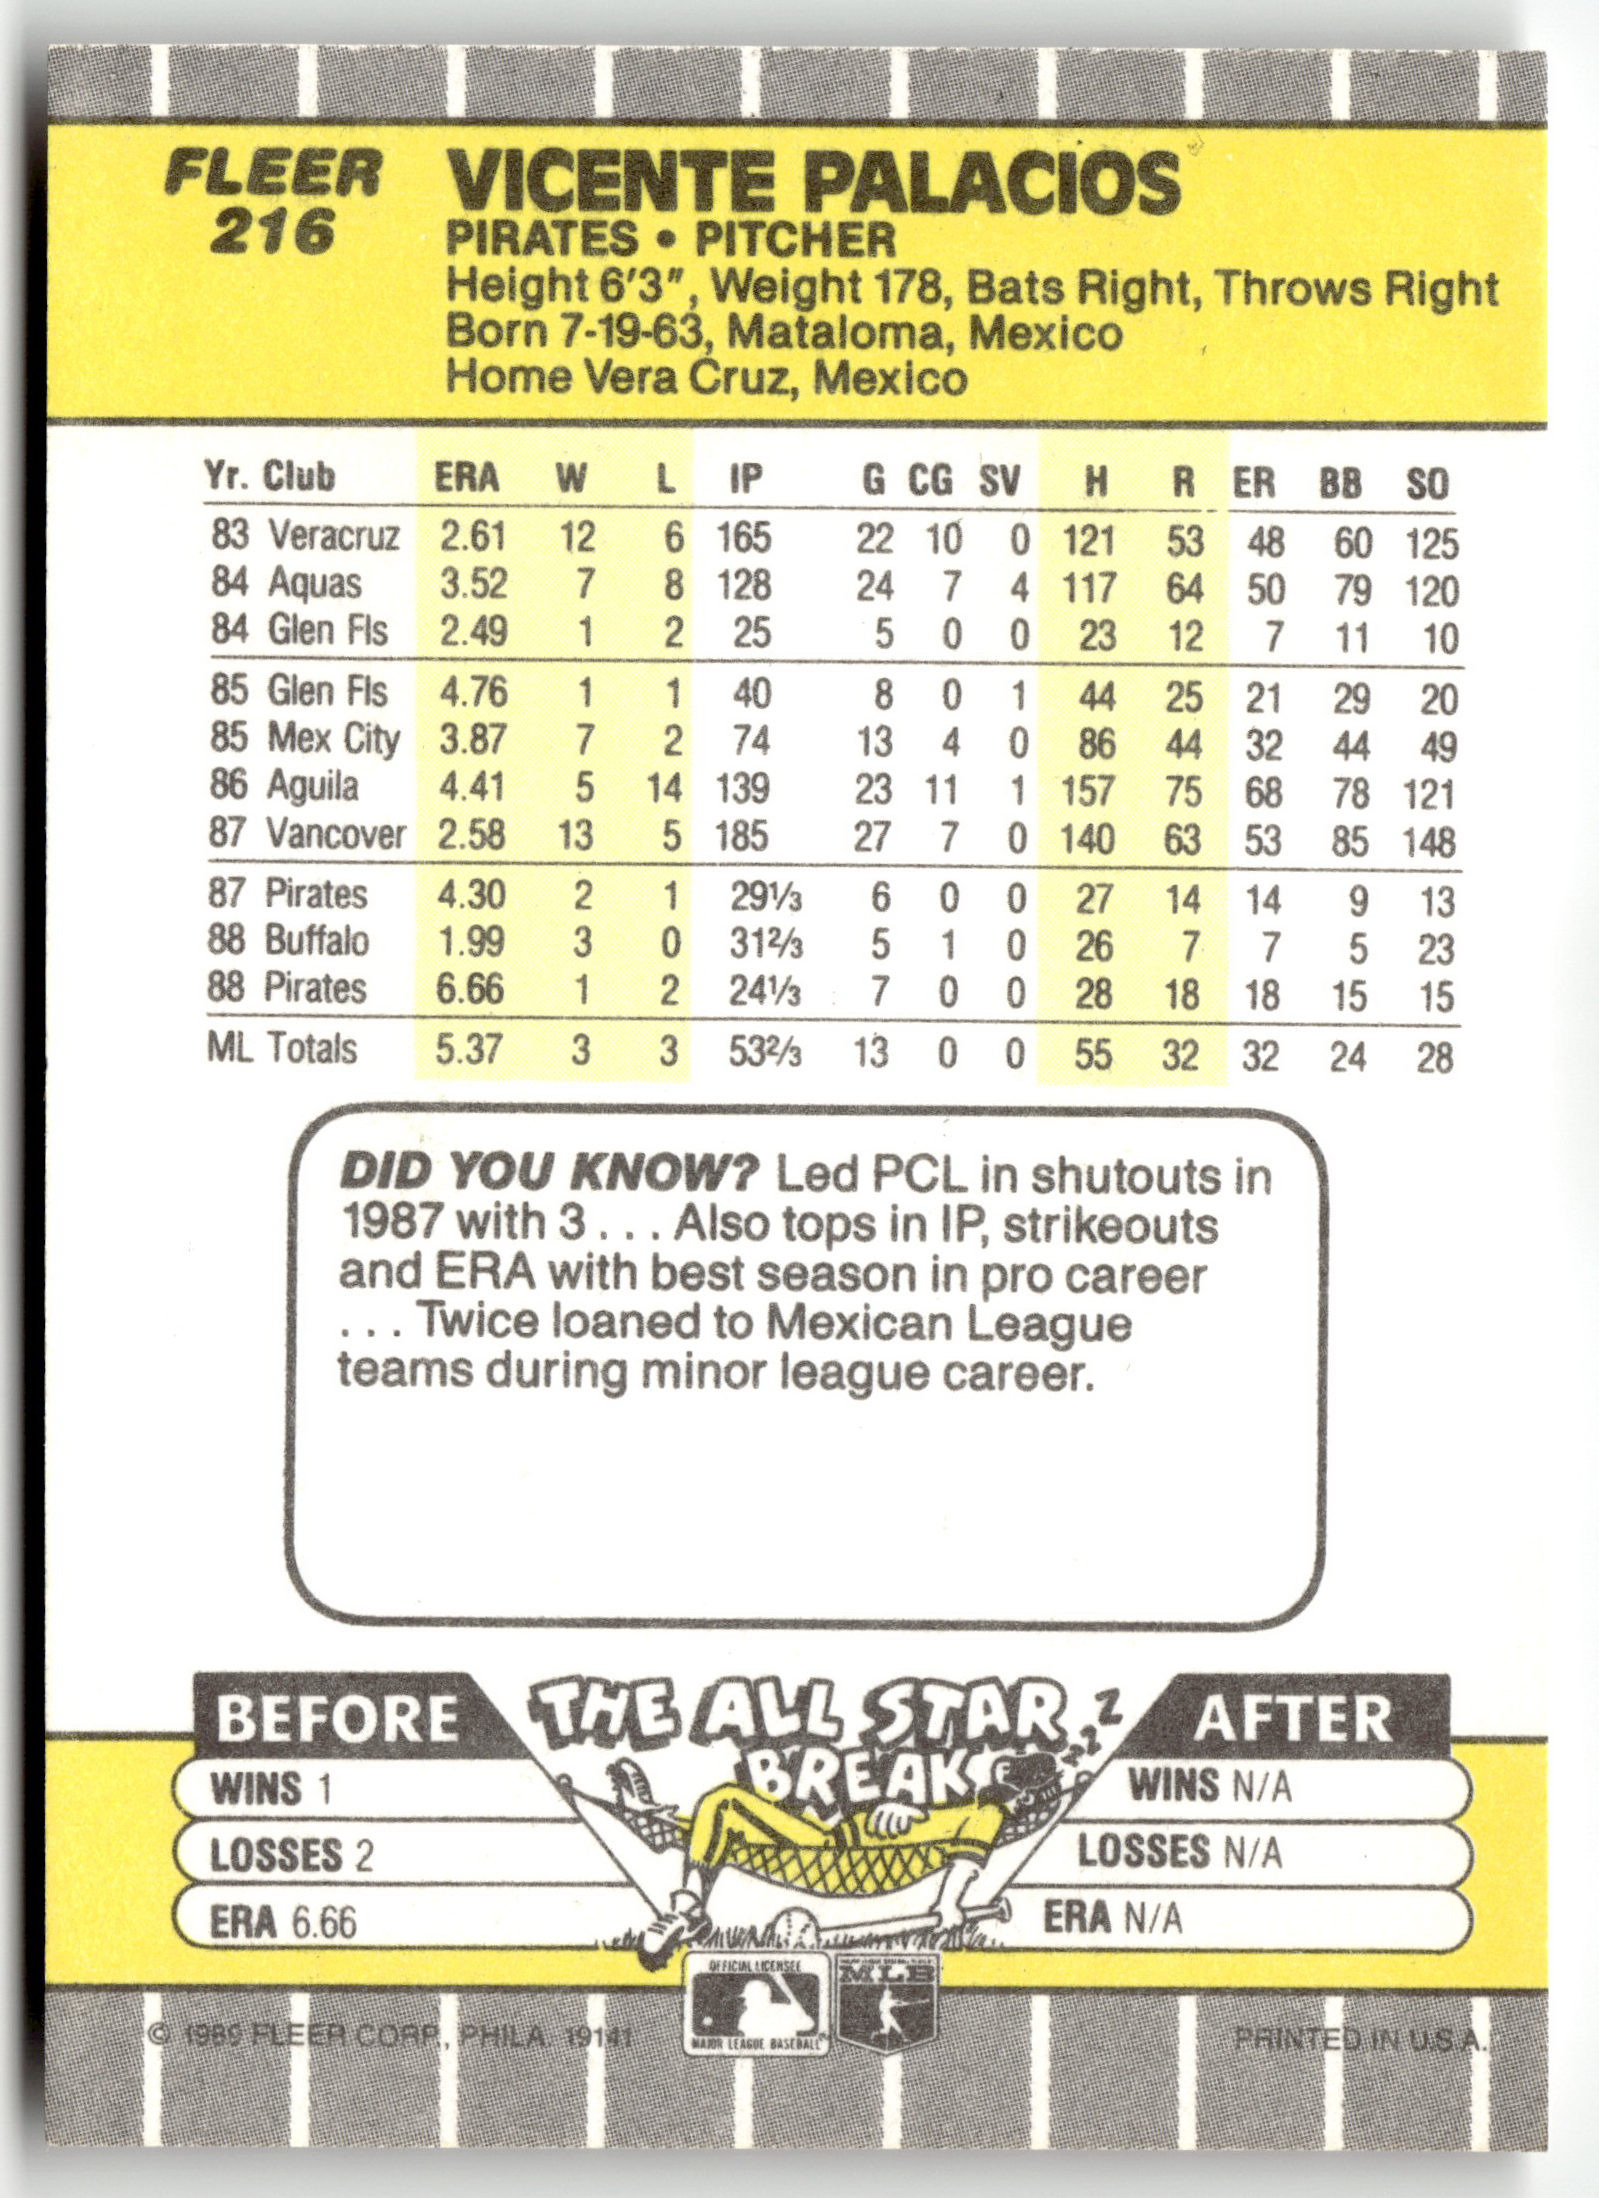 FLEER
216
VICENTE PALACIOS
PIRATES • PITCHER
Height 6'3", Weight 178, Bats Right, Throws Right
Born 7-19-63, Mataloma, Mexico
Home Vera Cruz, Mexico
Yr. Club ERA W L IP G CG SV H R ER BB SO
83 Veracruz 2.61 12 6 165 22 10 0 121 53 48 60 125
84 Aquas 3.52 7 8 128 24 7 4 117 64 50 79 120
84 Glen Fls 2.49 1 2 25 5 0 0 23 12 7 11 10
85 Glen Fls 4.76 1 1 40 8 0 1 44 25 21 29 20
85 Mex City 3.87 7 2 74 13 4 0 86 44 32 44 49
86 Aguila 4.41 5 14 139 23 11 1 157 75 68 78 121
87 Vancover 2.58 13 5 185 27 7 0 140 63 53 85 148
87 Pirates 4.30 2 1 29⅓ 6 0 0 27 14 14 9 13
88 Buffalo 1.99 3 0 31⅔ 5 1 0 26 7 7 5 23
88 Pirates 6.66 1 2 24⅓ 7 0 0 28 18 18 15 15
ML Totals 5.37 3 3 53⅔ 13 0 0 55 32 32 24 28
DID YOU KNOW? Led PCL in shutouts in
1987 with 3 . . . Also tops in IP, strikeouts
and ERA with best season in pro career
. . . Twice loaned to Mexican League
teams during minor league career.
BEFORE
THE ALL STAR
BREAK
Z Z Z Z
AFTER
WINS 1
LOSSES 2
ERA 6.66
WINS N/A
LOSSES N/A
ERA N/A
OFFICIAL LICENSEE
MAJOR LEAGUE BASEBALL
MLB
© 1989 FLEER CORP., PHILA. 19141
PRINTED IN U.S.A.